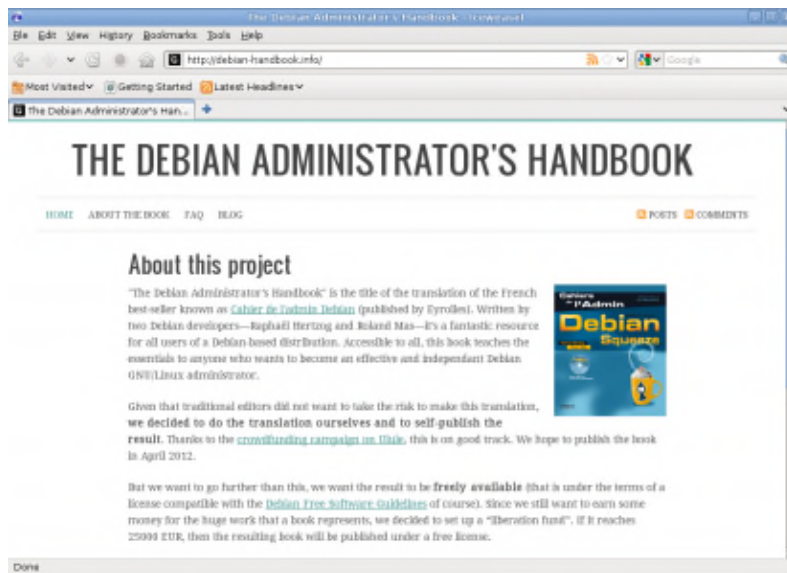 The Debian Administrator's Handbook - Iceweasel
File Edit View History Bookmarks Tools Help
http://debian-handbook.info/
Google
Most Visited Getting Started Latest Headlines
The Debian Administrator's Han...
THE DEBIAN ADMINISTRATOR'S HANDBOOK
HOME ABOUT THE BOOK FAQ BLOG POSTS COMMENTS
About this project
"The Debian Administrator's Handbook" is the title of the translation of the French
best-seller known as Cahier de l'admin Debian (published by Eyrolles). Written by
two Debian developers—Raphaël Hertzog and Roland Mas—it's a fantastic resource
for all users of a Debian-based distribution. Accessible to all, this book teaches the
essentials to anyone who wants to become an effective and independant Debian
GNU/Linux administrator.
Cahiers de l'Admin
Debian
Squeeze
Given that traditional editors did not want to take the risk to make this translation,
we decided to do the translation ourselves and to self-publish the
result. Thanks to the crowdfunding campaign on Ulule, this is on good track. We hope to publish the book
in April 2012.
But we want to go further than this, we want the result to be freely available (that is under the terms of a
license compatible with the Debian Free Software Guidelines of course). Since we still want to earn some
money for the huge work that a book represents, we decided to set up a "liberation fund". If it reaches
25000 EUR, then the resulting book will be published under a free license.
Done